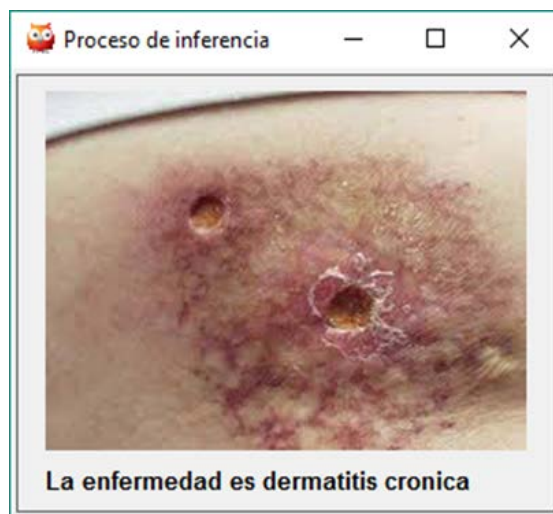 Proceso de inferencia
La enfermedad es dermatitis cronica